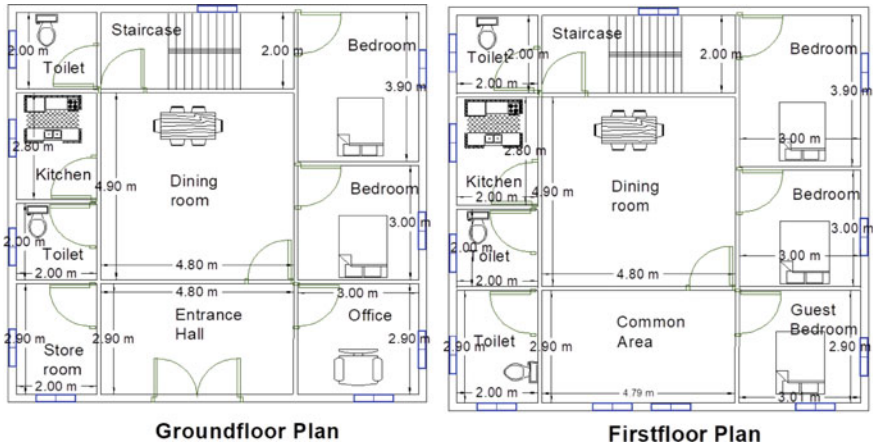 Staircase
2.00 m
2.00 m
Toilet
Bedroom
3.90 m
2.80 m
Kitchen
4.90 m
Dining
room
Bedroom
3.00 m
2.00 m
Toilet
2.00 m
4.80 m
4.80 m
3.00 m
Entrance
Hall
Office
2.90 m
2.90 m
2.90 m
Store
room
2.00 m
Groundfloor Plan
Staircase
2.00 m
2.00 m
Toilet
2.00 m
Bedroom
3.90 m
3.00 m
2.80 m
Kitchen
2.00 m
4.90 m
Dining
room
Bedroom
3.00 m
3.00 m
2.00 m
Toilet
2.00 m
4.80 m
Toilet
2.90 m
2.90 m
2.00 m
Common
Area
4.79 m
Guest
Bedroom
2.90 m
3.01 m
Firstfloor Plan